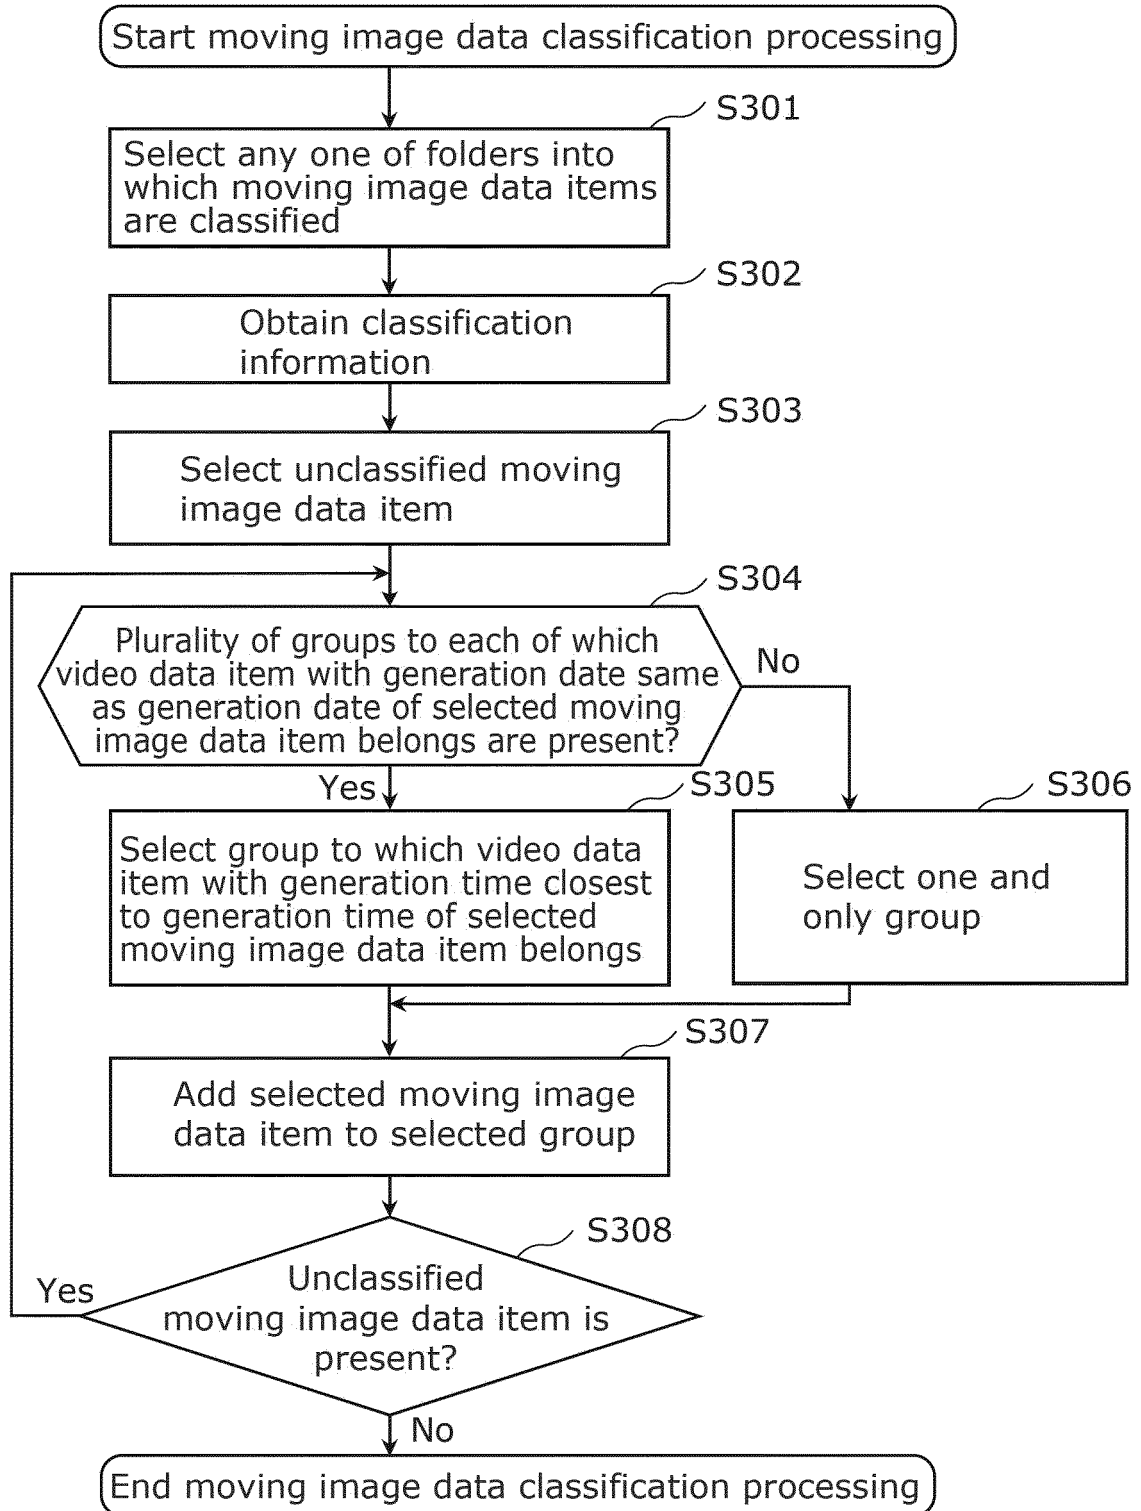 Start moving image data classification processing
S301
Select any one of folders into
which moving image data items
are classified
S302
Obtain classification
information
S303
Select unclassified moving
image data item
S304
Plurality of groups to each of which
video data item with generation date same
as generation date of selected moving
image data item belongs are present?
No
Yes
S305
S306
Select group to which video data
item with generation time closest
to generation time of selected
moving image data item belongs
Select one and
only group
S307
Add selected moving image
data item to selected group
S308
Unclassified
moving image data item is
present?
Yes
No
End moving image data classification processing